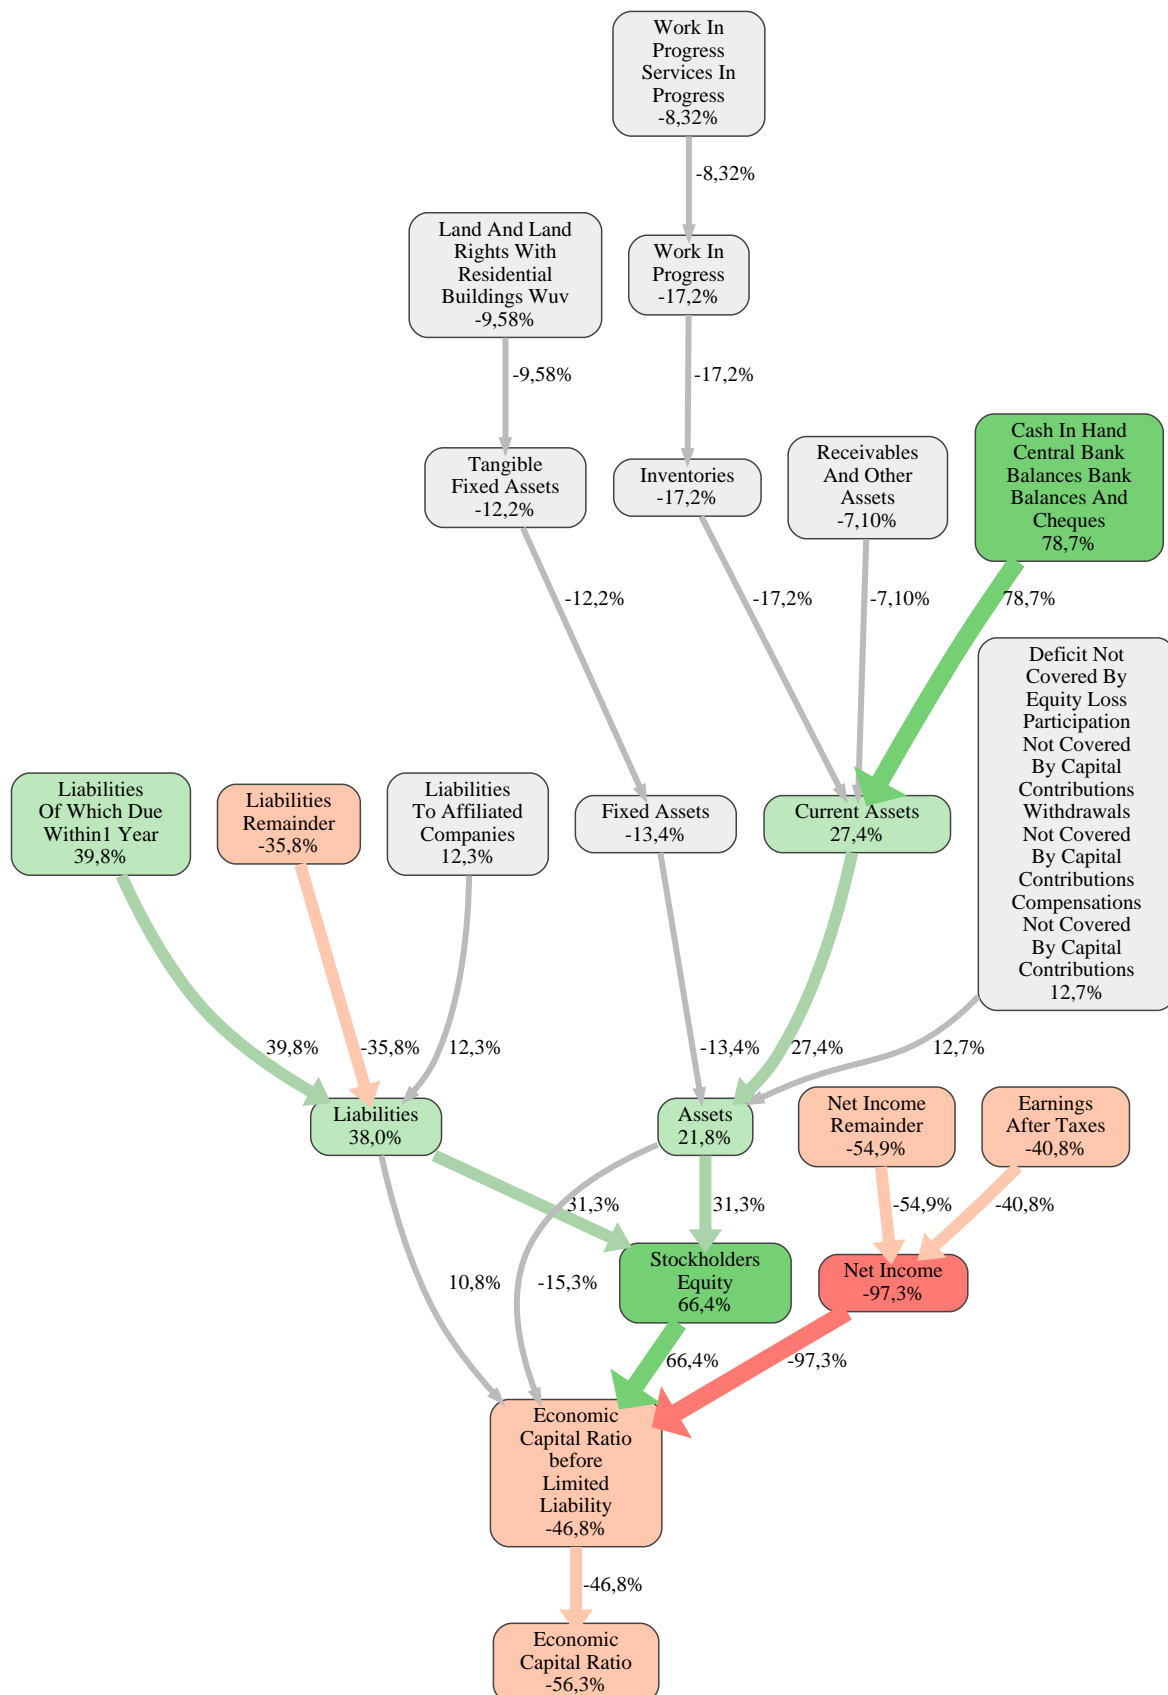 Work In
Progress
Services In
Progress
-8,32%
-8,32%
Land And Land
Rights With
Residential
Buildings Wuv
-9,58%
Work In
Progress
-17,2%
-9,58%
-17,2%
Tangible
Fixed Assets
-12,2%
Inventories
-17,2%
Receivables
And Other
Assets
-7,10%
Cash In Hand
Central Bank
Balances Bank
Balances And
Cheques
78,7%
-12,2%
-17,2%
-7,10%
78,7%
Deficit Not
Covered By
Equity Loss
Participation
Not Covered
By Capital
Contributions
Withdrawals
Not Covered
By Capital
Contributions
Compensations
Not Covered
By Capital
Contributions
12,7%
Liabilities
Of Which Due
Within1 Year
39,8%
Liabilities
Remainder
-35,8%
Liabilities
To Affiliated
Companies
12,3%
Fixed Assets
-13,4%
Current Assets
27,4%
39,8%
-35,8%
12,3%
-13,4%
27,4%
12,7%
Liabilities
38,0%
Assets
21,8%
Net Income
Remainder
-54,9%
Earnings
After Taxes
-40,8%
31,3%
31,3%
-54,9%
-40,8%
10,8%
-15,3%
Stockholders
Equity
66,4%
Net Income
-97,3%
66,4%
-97,3%
Economic
Capital Ratio
before
Limited
Liability
-46,8%
-46,8%
Economic
Capital Ratio
-56,3%